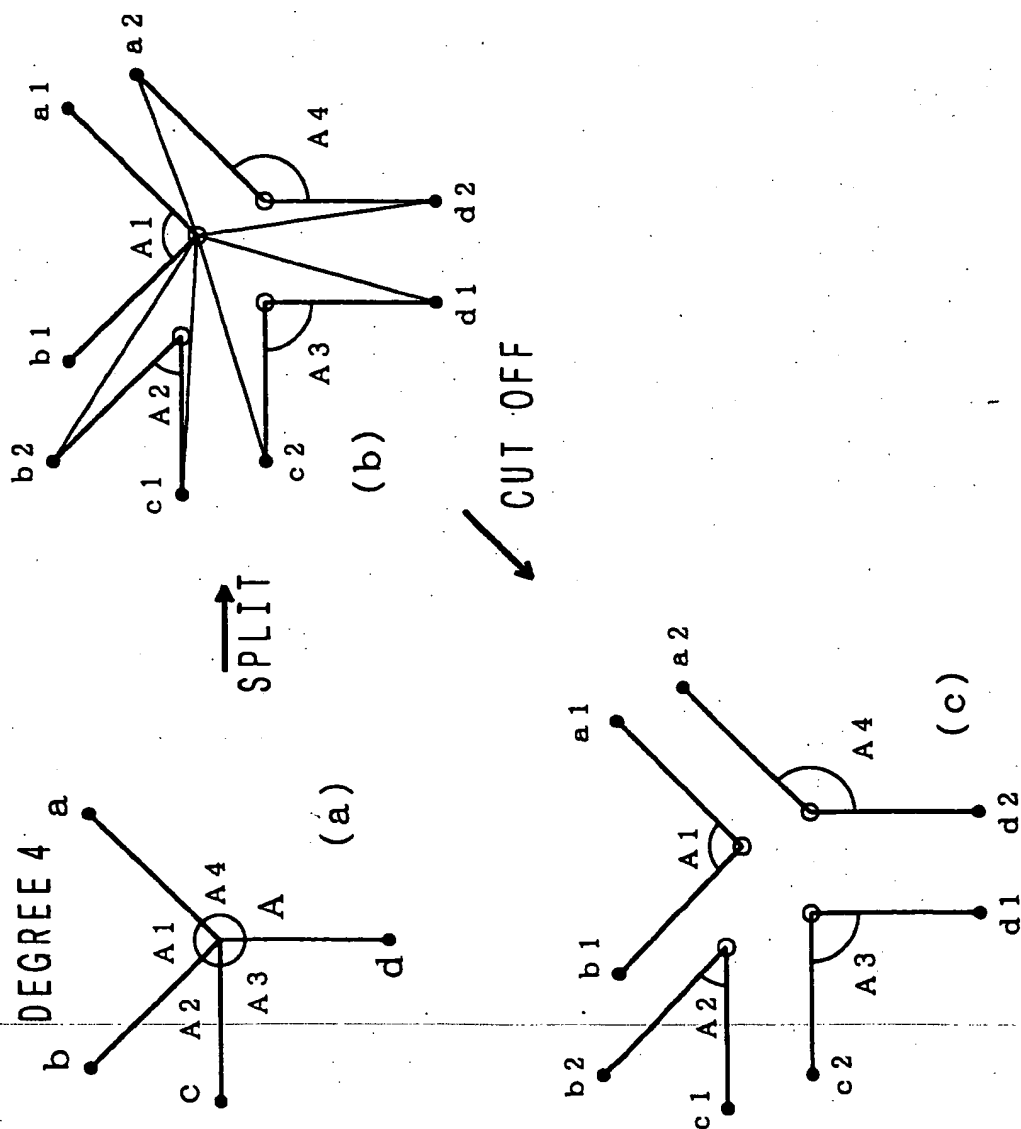 DEGREE 4
a
b
c
d
A
A1
A2
A3
A4
(a)
SPLIT
a1
a2
b1
b2
c1
c2
d1
d2
A1
A2
A3
A4
(b)
CUT OFF
a1
a2
b1
b2
c1
c2
d1
d2
A1
A2
A3
A4
(c)